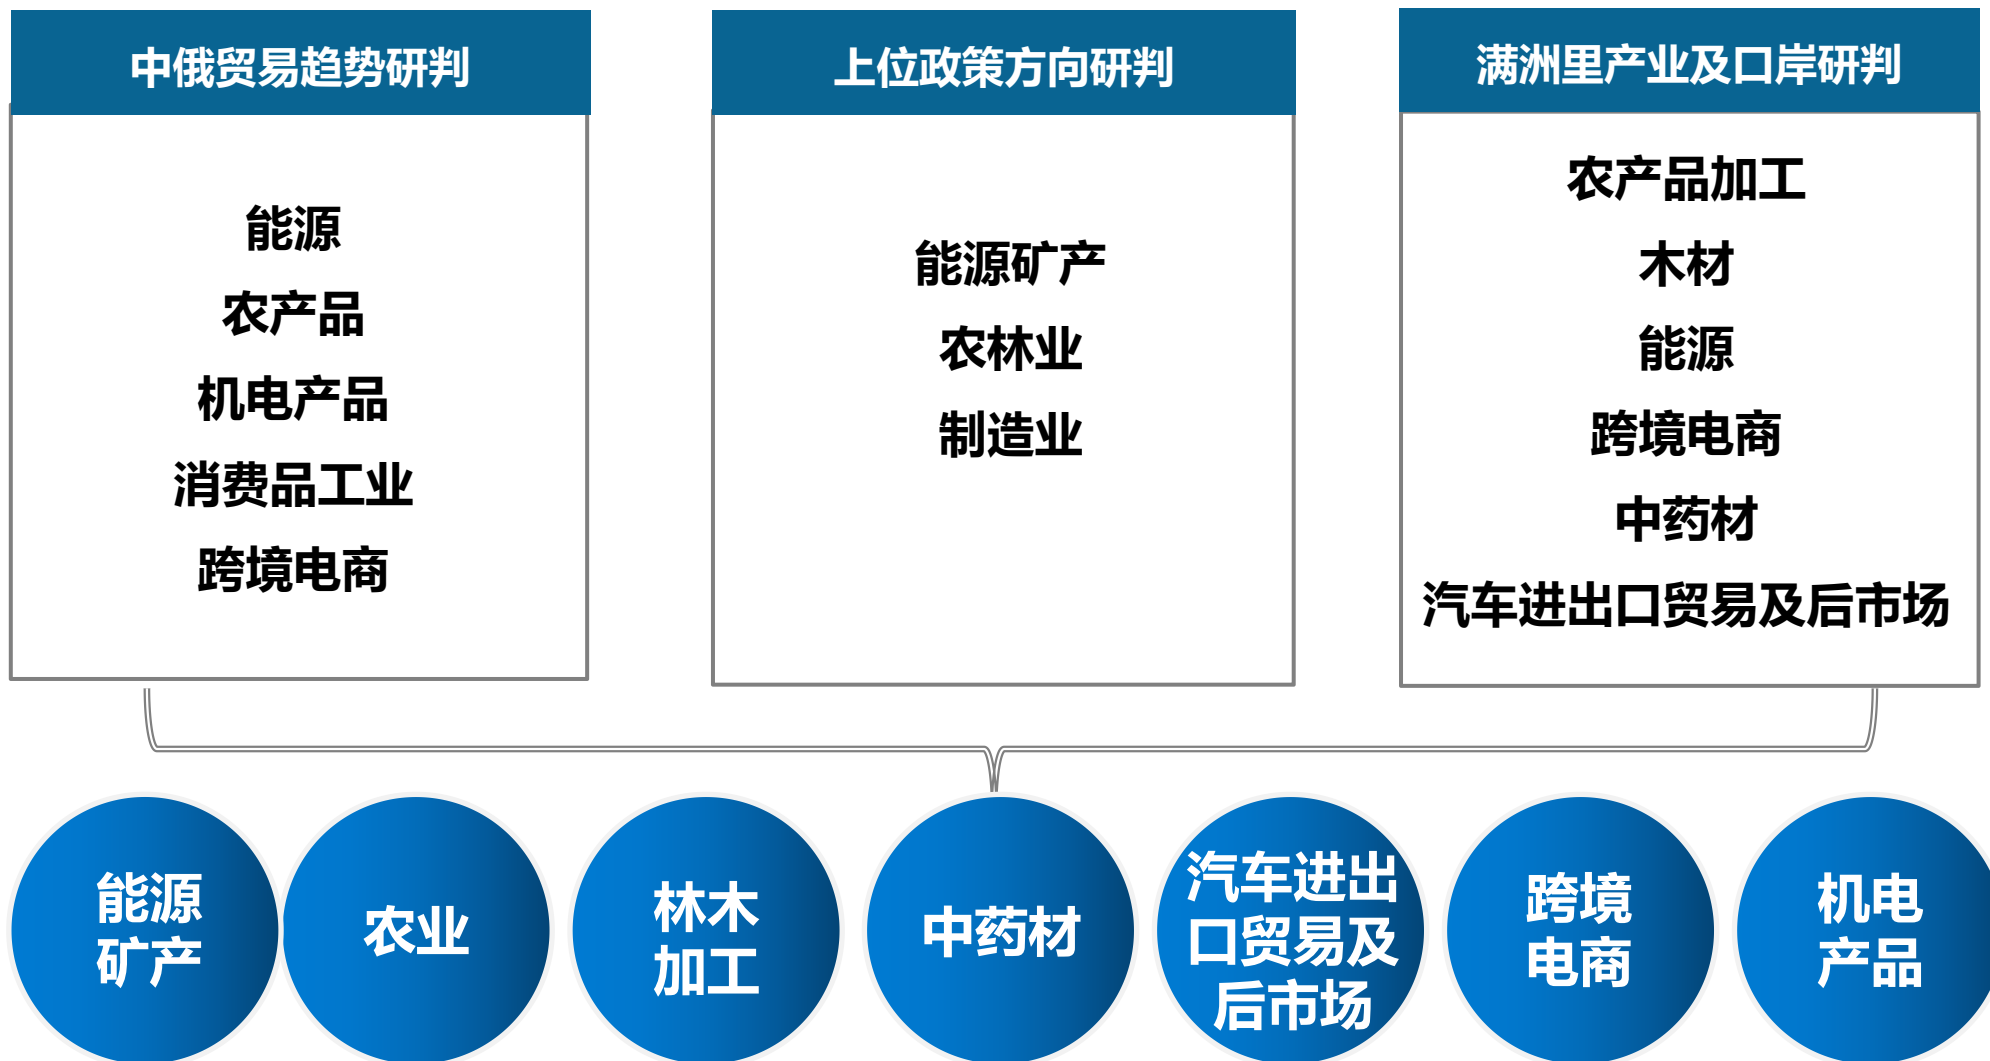 中俄贸易趋势研判
能源
农产品
机电产品
消费品工业
跨境电商
上位政策方向研判
能源矿产
农林业
制造业
满洲里产业及口岸研判
农产品加工
木材
能源
跨境电商
中药材
汽车进出口贸易及后市场
能源
矿产
农业
林木
加工
中药材
汽车进出
口贸易及
后市场
跨境
电商
机电
产品